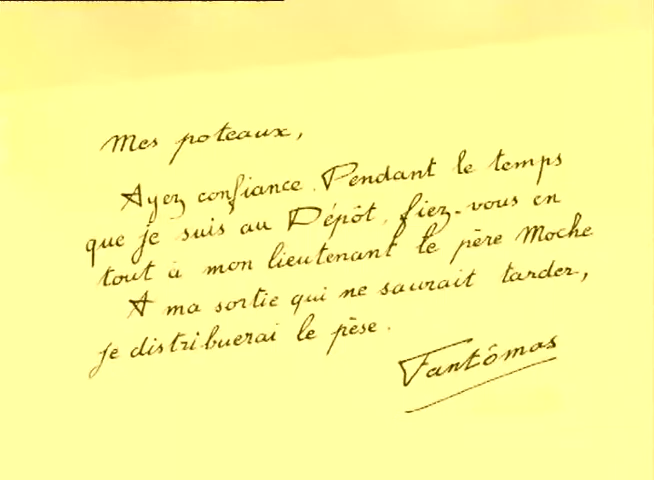 Mes poteaux,
Ayez confiance. Pendant le temps
que je suis au Dépôt, fiez-vous en
tout à mon lieutenant le père Moche
A ma sortie qui ne saurait tarder,
je distribuerai le pèse.
Fantômas